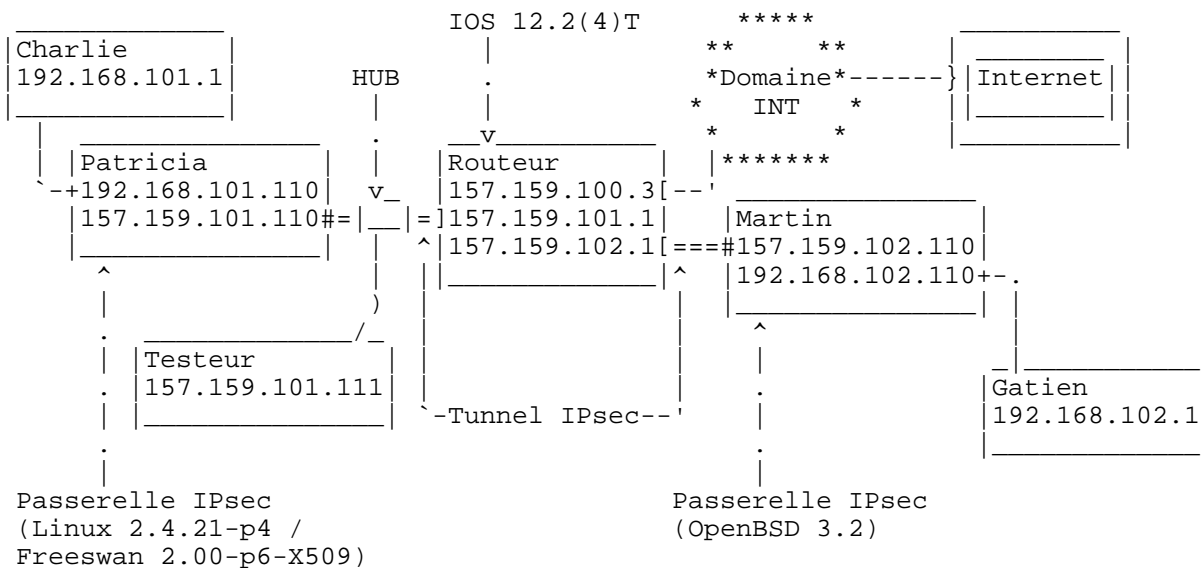 IOS 12.2(4)T
Charlie
192.168.101.1
HUB
Domaine
INT
Internet
Patricia
192.168.101.110
157.159.101.110
Routeur
157.159.100.3
157.159.101.1
157.159.102.1
Martin
157.159.102.110
192.168.102.110
Testeur
157.159.101.111
Tunnel IPsec
Gatien
192.168.102.1
Passerelle IPsec
(Linux 2.4.21-p4 /
Freeswan 2.00-p6-X509)
Passerelle IPsec
(OpenBSD 3.2)